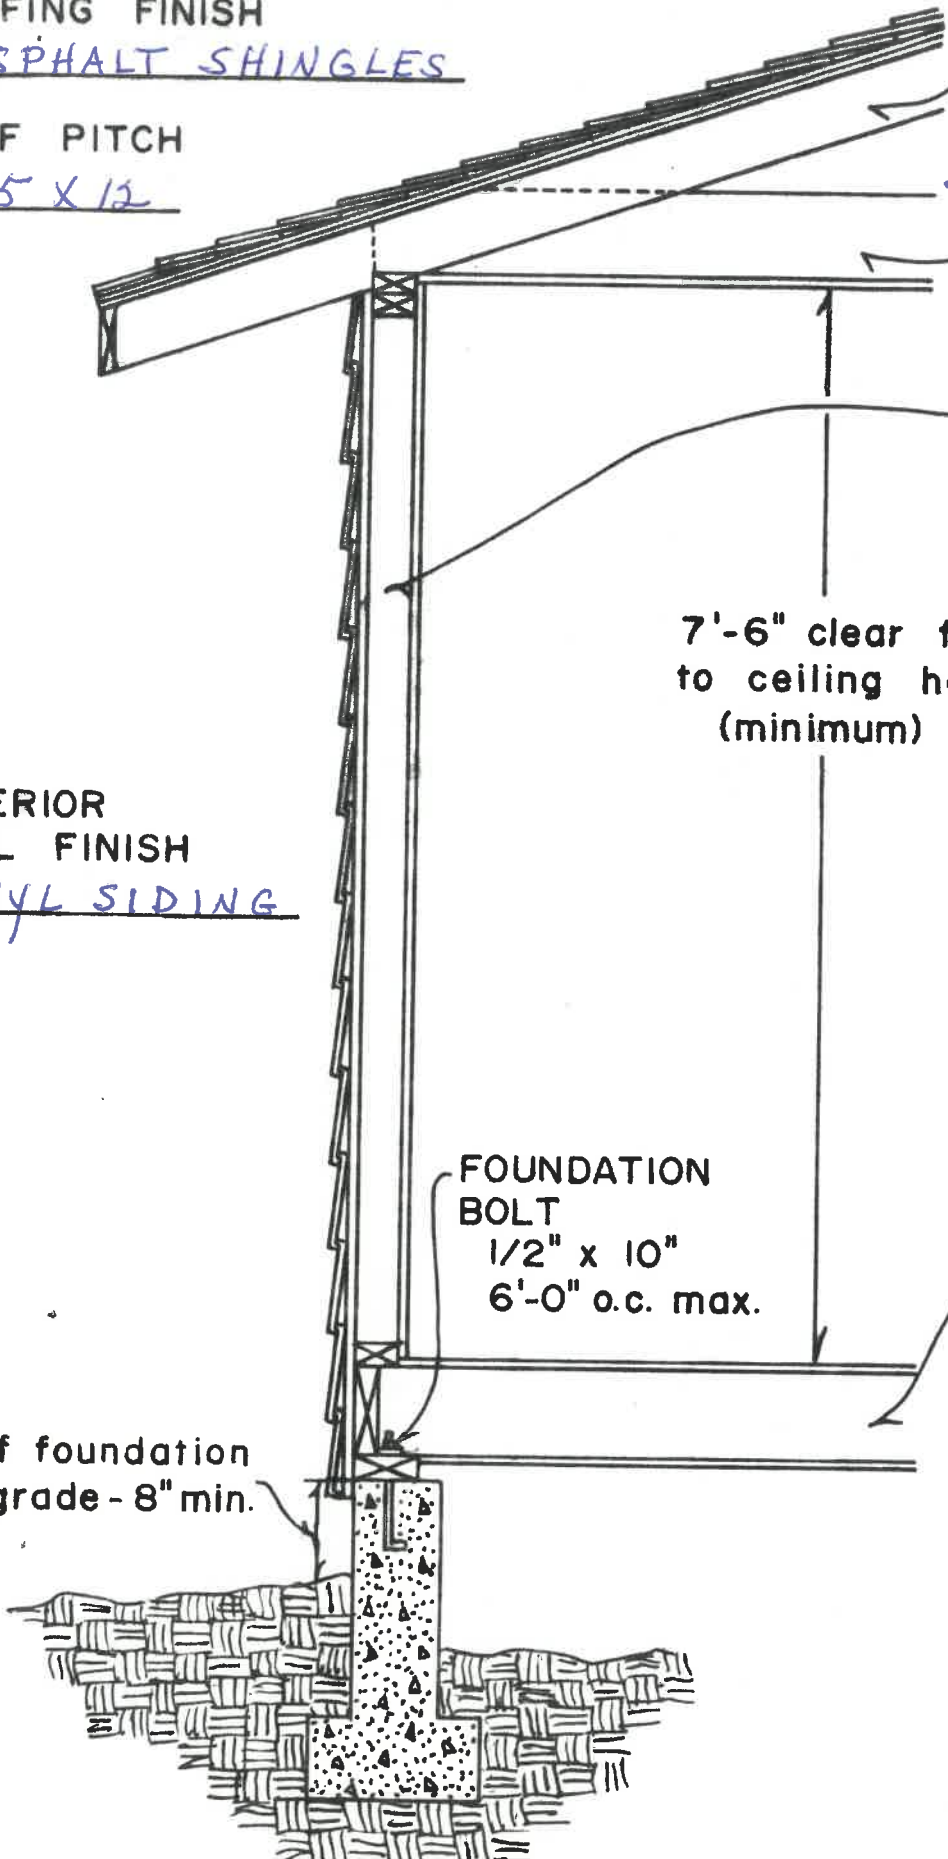 FING FINISH
SPHALT SHINGLES
F PITCH
5 X 12
7'-6" clear f
to ceiling he
(minimum)
ERIOR
L FINISH
YL SIDING
FOUNDATION
BOLT
1/2" x 10"
6'-0" o.c. max.
f foundation
grade - 8" min.